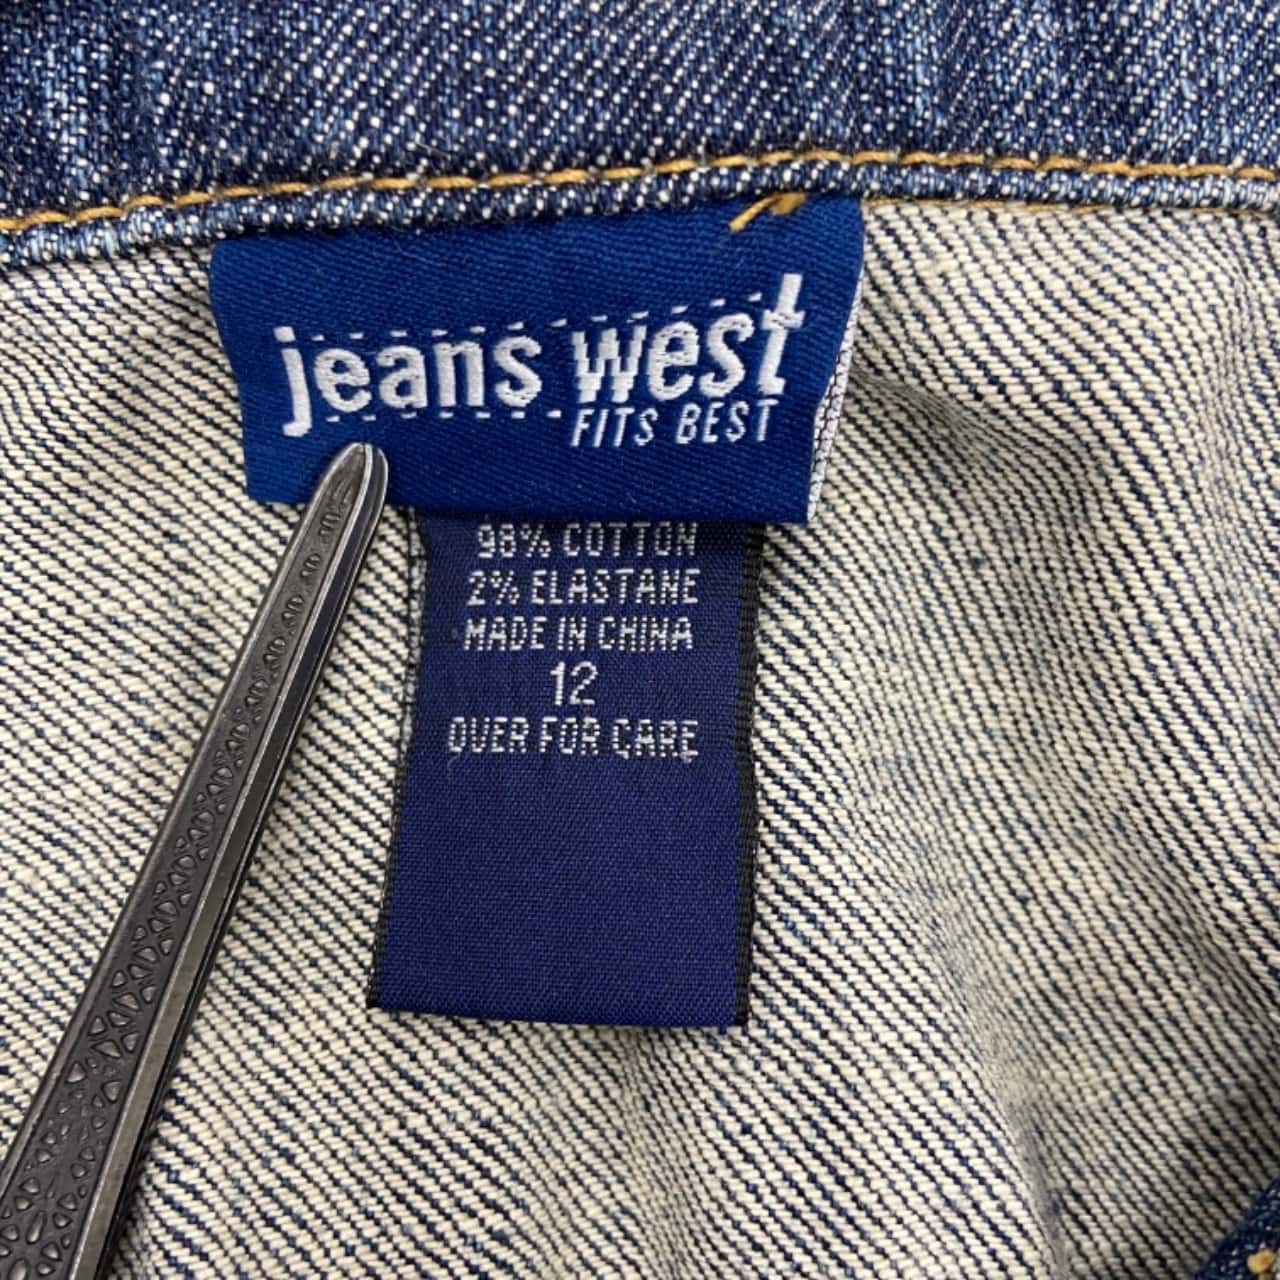 jeans west
FITS BEST
98% COTTON
2% ELASTANE
MADE IN CHINA
12
OVER FOR CARE